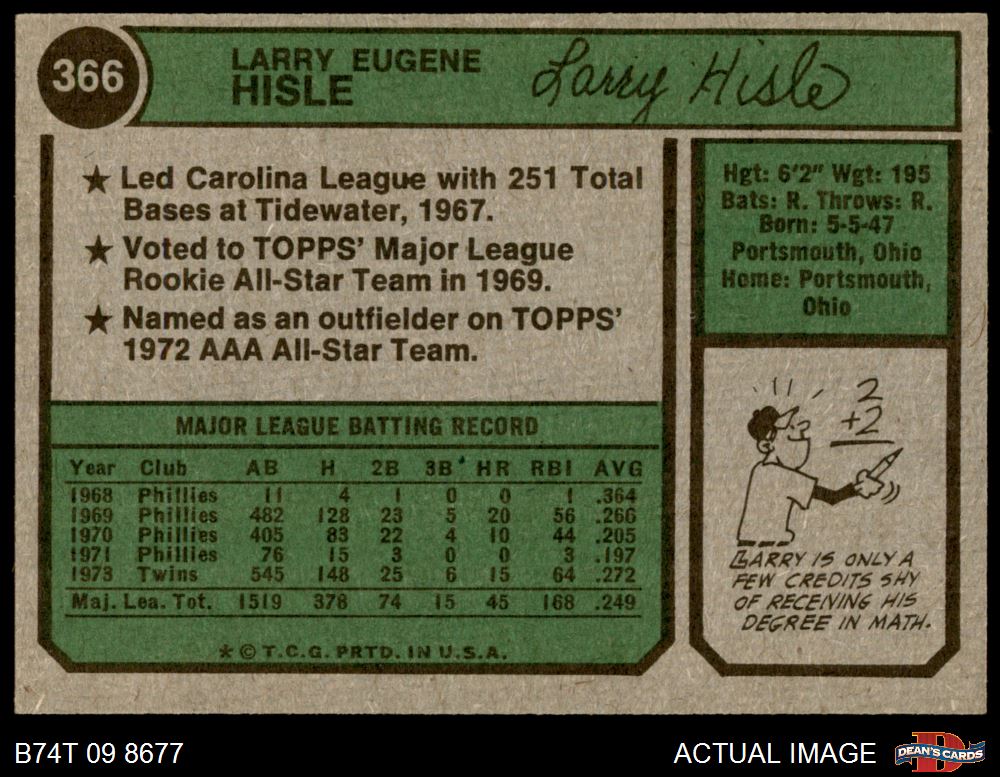 366
LARRY EUGENE
HISLE
Larry Hisle
★ Led Carolina League with 251 Total
Bases at Tidewater, 1967.
★ Voted to TOPPS' Major League
Rookie All-Star Team in 1969.
★ Named as an outfielder on TOPPS'
1972 AAA All-Star Team.
Hgt: 6'2" Wgt: 195
Bats: R. Throws: R.
Born: 5-5-47
Portsmouth, Ohio
Home: Portsmouth,
Ohio
MAJOR LEAGUE BATTING RECORD
Year Club AB H 2B 3B HR RBI AVG
1968 Phillies 11 4 1 0 0 1 .364
1969 Phillies 482 128 23 5 20 56 .266
1970 Phillies 405 83 22 4 10 44 .205
1971 Phillies 76 15 3 0 0 3 .197
1973 Twins 545 148 25 6 15 64 .272
Maj. Lea. Tot. 1519 378 74 15 45 168 .249
★ © T.C.G. PRTD. IN U.S.A.
2
+2
LARRY IS ONLY A
FEW CREDITS SHY
OF RECEIVING HIS
DEGREE IN MATH.
B74T 09 8677
ACTUAL IMAGE
DEAN'S CARDS